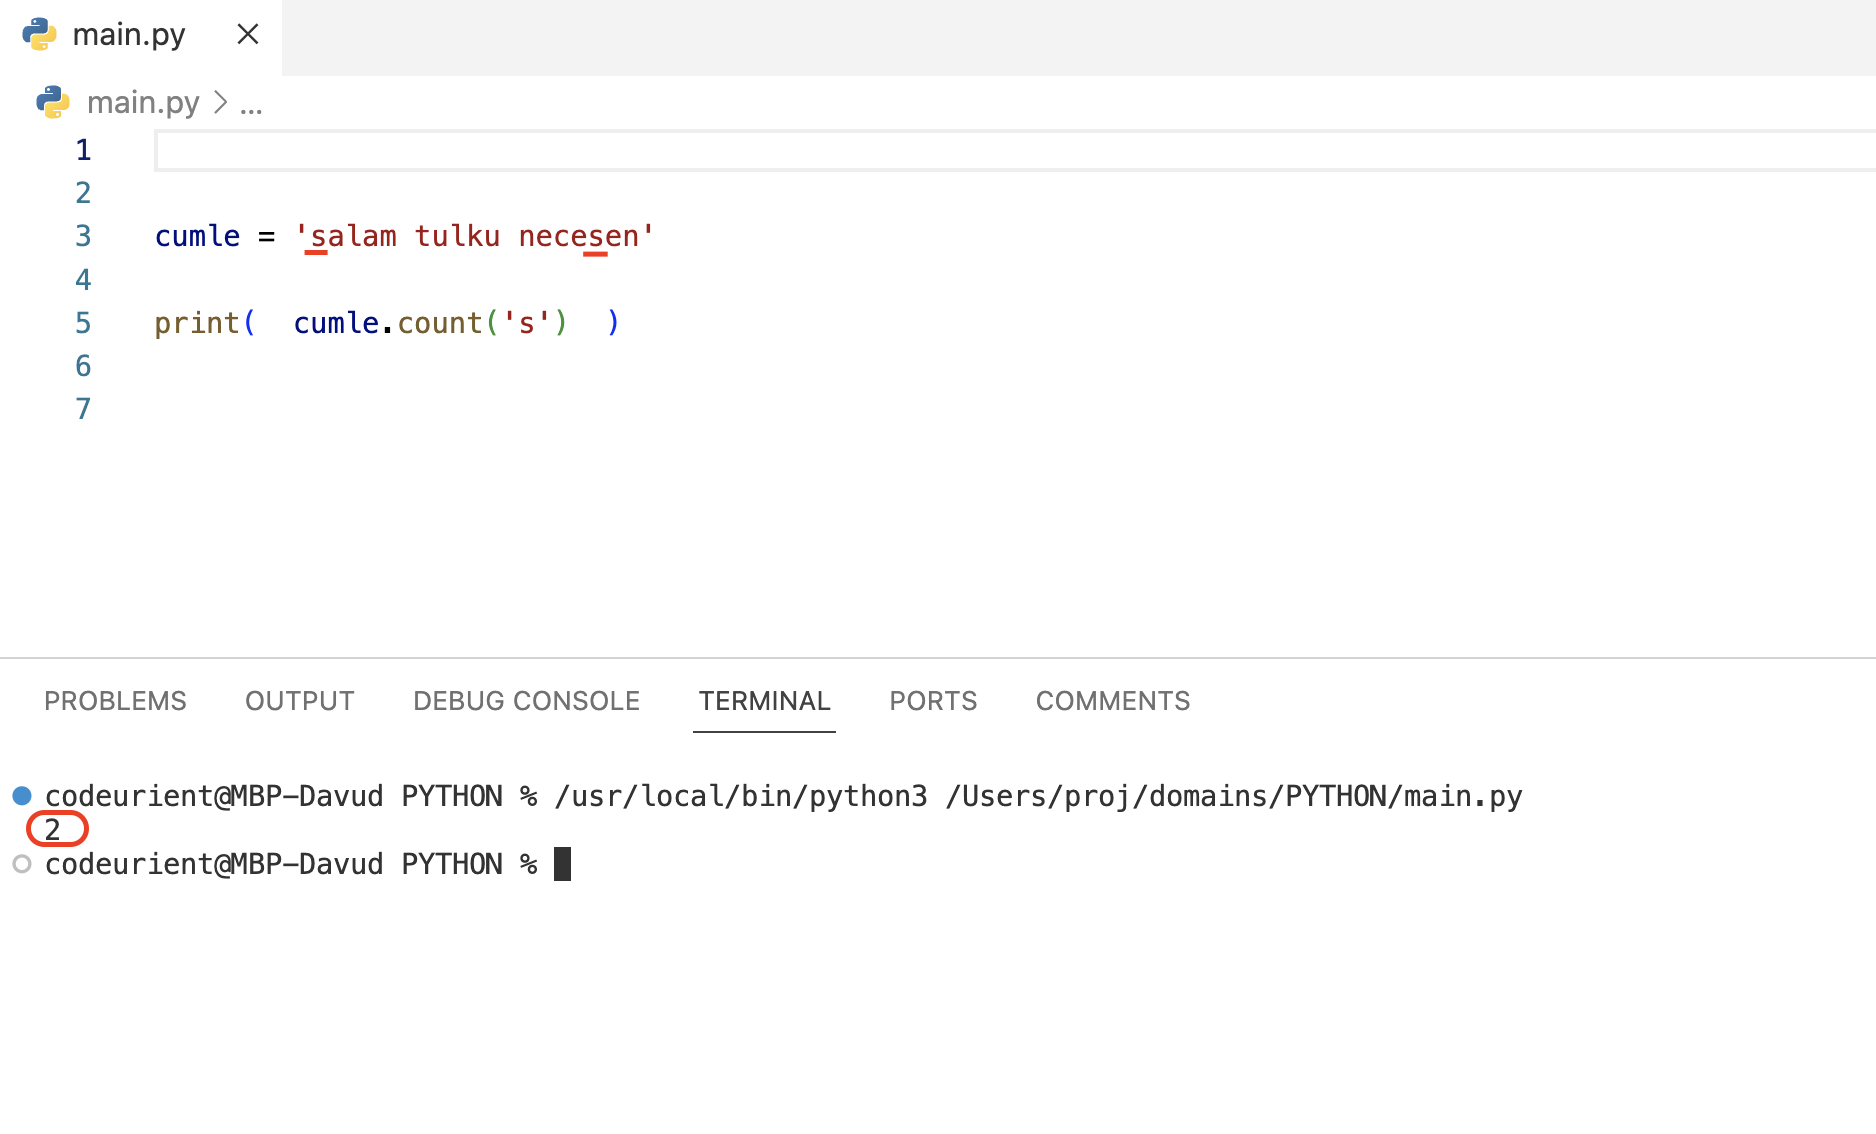 main.py
main.py > ...
1
2
3 cumle = 'salam tulku necesen'
4
5 print(  cumle.count('s')  )
6
7
PROBLEMS OUTPUT DEBUG CONSOLE TERMINAL PORTS COMMENTS
codeurient@MBP-Davud PYTHON % /usr/local/bin/python3 /Users/proj/domains/PYTHON/main.py
2
codeurient@MBP-Davud PYTHON %